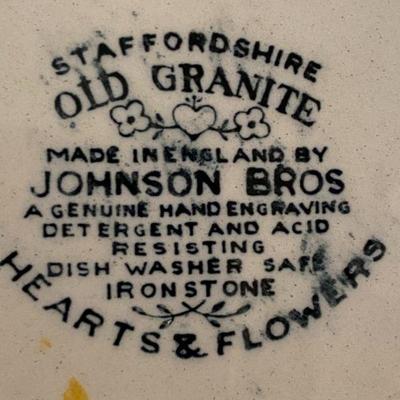 STAFFORDSHIRE
OLD GRANITE
MADE IN ENGLAND BY
JOHNSON BROS
A GENUINE HAND ENGRAVING
DETERGENT AND ACID
RESISTING
DISH WASHER SAFE
IRONSTONE
HEARTS & FLOWERS